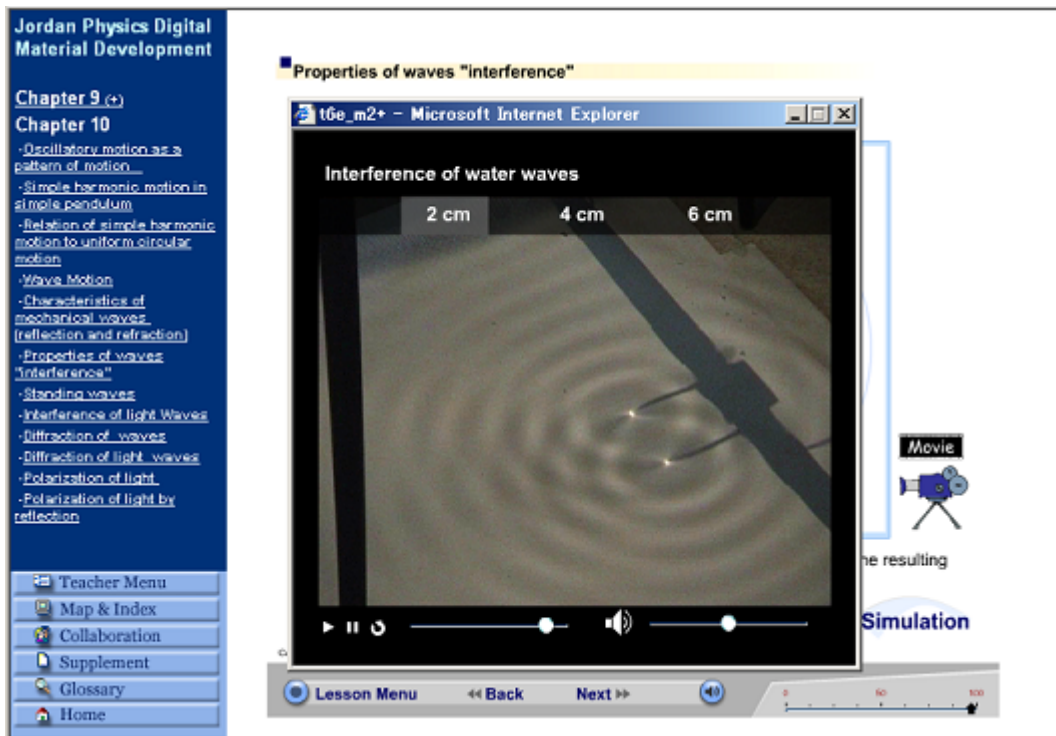 Jordan Physics Digital
Material Development
Chapter 9 (+)
Chapter 10
-Oscillatory motion as a
pattern of motion
-Simple harmonic motion in
simple pendulum
-Relation of simple harmonic
motion to uniform circular
motion
-Wave Motion
-Characteristics of
mechanical waves
(reflection and refraction)
-Properties of waves
"interference"
-Standing waves
-Interference of light Waves
-Diffraction of waves
-Diffraction of light waves
-Polarization of light
-Polarization of light by
reflection
Teacher Menu
Map & Index
Collaboration
Supplement
Glossary
Home
Properties of waves "interference"
t6e_m2+ - Microsoft Internet Explorer
Interference of water waves
2 cm 4 cm 6 cm
Movie
resulting
Simulation
Lesson Menu Back Next
0 50 100